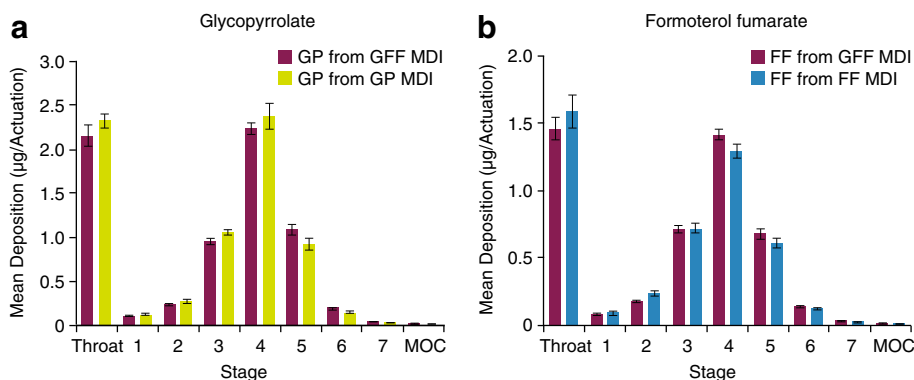 a
Glycopyrrolate
GP from GFF MDI
GP from GP MDI
Mean Deposition (µg/Actuation)
3.0
2.5
2.0
1.5
1.0
0.5
0
Throat 1 2 3 4 5 6 7 MOC
Stage
b
Formoterol fumarate
FF from GFF MDI
FF from FF MDI
Mean Deposition (µg/Actuation)
2.0
1.5
1.0
0.5
0
Throat 1 2 3 4 5 6 7 MOC
Stage